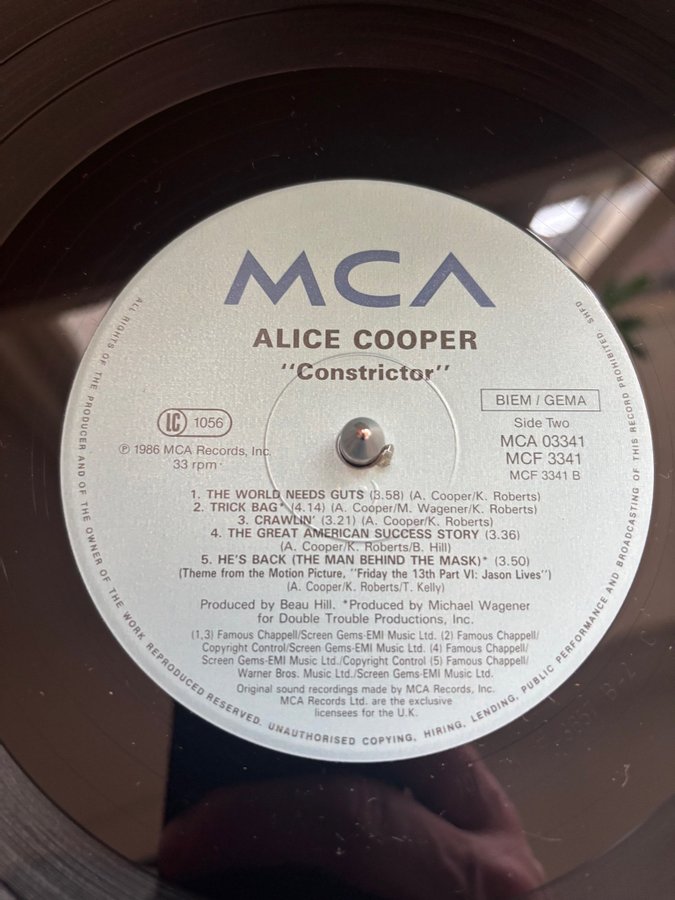 MCA
ALICE COOPER
"Constrictor"
BIEM / GEMA
LC 1056
Side Two
MCA 03341
℗ 1986 MCA Records, Inc.
MCF 3341
33 rpm
MCF 3341 B
1. THE WORLD NEEDS GUTS (3.58) (A. Cooper/K. Roberts)
2. TRICK BAG* (4.14) (A. Cooper/M. Wagener/K. Roberts)
3. CRAWLIN' (3.21) (A. Cooper/K. Roberts)
4. THE GREAT AMERICAN SUCCESS STORY (3.36)
(A. Cooper/K. Roberts/B. Hill)
5. HE'S BACK (THE MAN BEHIND THE MASK)* (3.50)
(Theme from the Motion Picture, "Friday the 13th Part VI: Jason Lives")
(A. Cooper/K. Roberts/T. Kelly)
Produced by Beau Hill. *Produced by Michael Wagener
for Double Trouble Productions, Inc.
(1,3) Famous Chappell/Screen Gems-EMI Music Ltd. (2) Famous Chappell/
Copyright Control/Screen Gems-EMI Music Ltd. (4) Famous Chappell/
Screen Gems-EMI Music Ltd./Copyright Control (5) Famous Chappell/
Warner Bros. Music Ltd./Screen Gems-EMI Music Ltd.
Original sound recordings made by MCA Records, Inc.
MCA Records Ltd. are the exclusive
licensees for the U.K.
ALL RIGHTS OF THE PRODUCER AND OF THE OWNER OF THE WORK REPRODUCED RESERVED. UNAUTHORISED COPYING, HIRING, LENDING, PUBLIC PERFORMANCE AND BROADCASTING OF THIS RECORD PROHIBITED SHFD